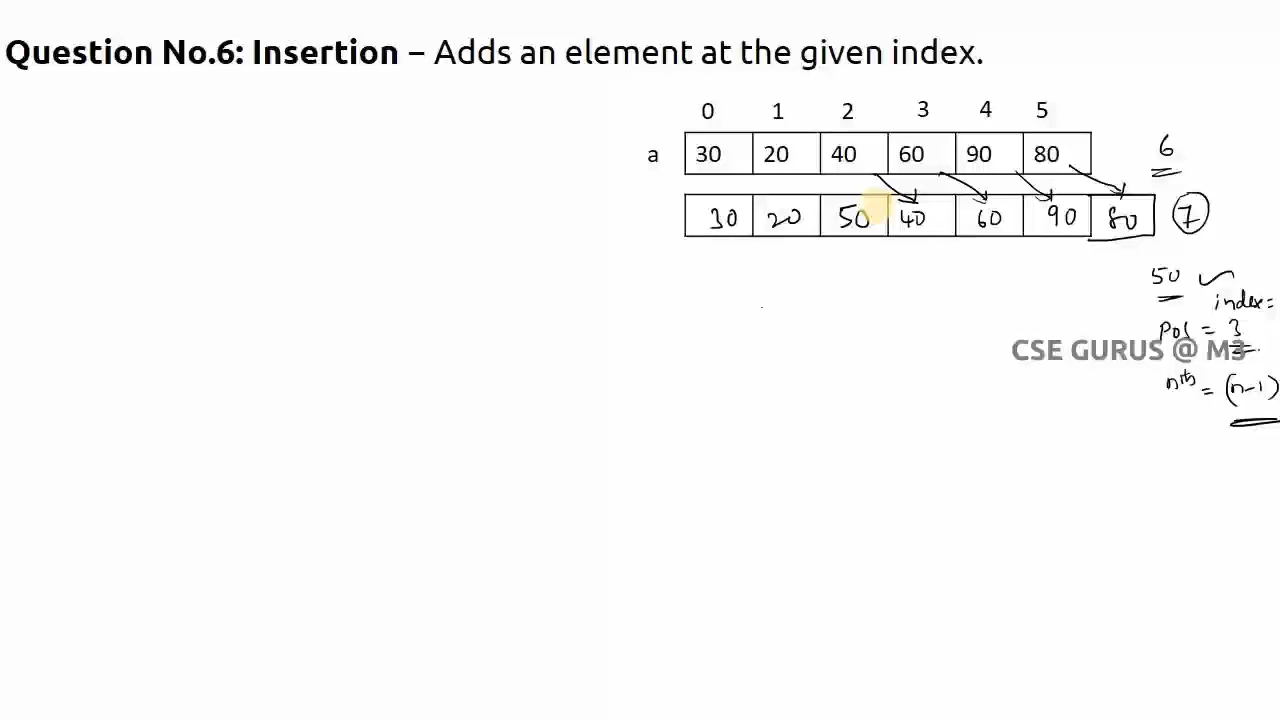 Question No.6: Insertion – Adds an element at the given index.
0 1 2 3 4 5
a 30 20 40 60 90 80 6
30 20 50 40 60 90 80 7
50
index=
pos = 3
CSE GURUS @ M3
nth = (n-1)